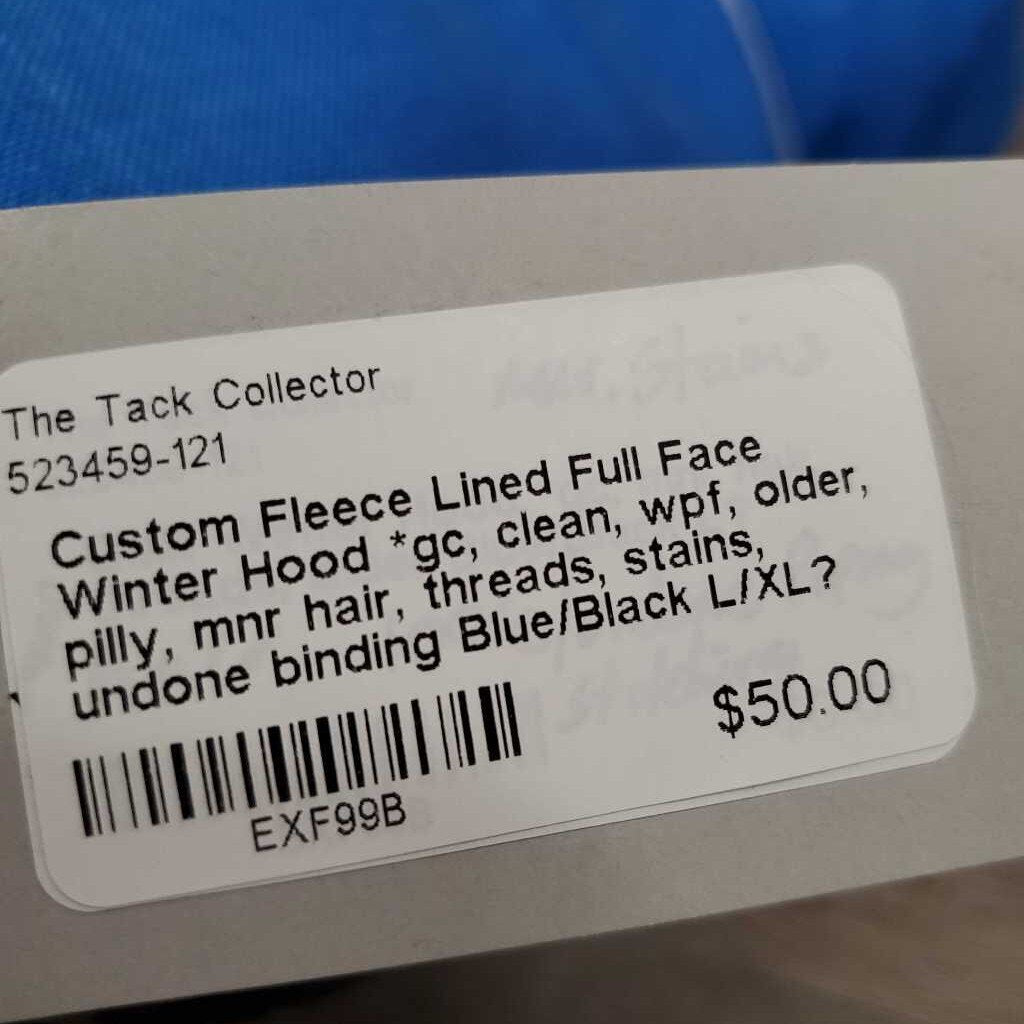 The Tack Collector
523459-121
Custom Fleece Lined Full Face
Winter Hood *gc, clean, wpf, older,
pilly, mnr hair, threads, stains,
undone binding Blue/Black L/XL?
$50.00
EXF99B